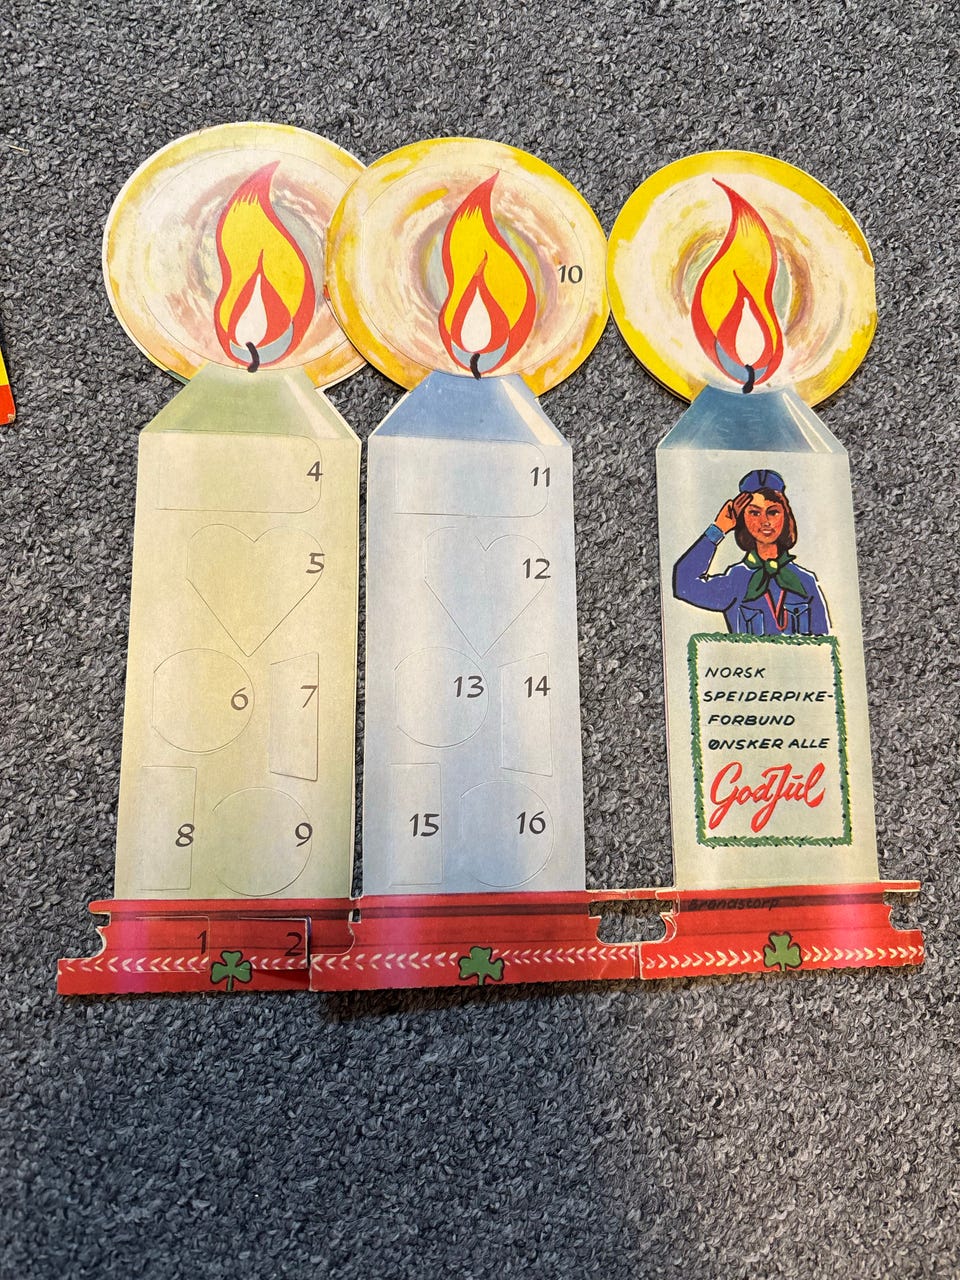 10
4
11
5
12
6
7
13
14
8
9
15
16
1
2
NORSK
SPEIDERPIKE-
FORBUND
ØNSKER ALLE
God Jul
Grøndstorp